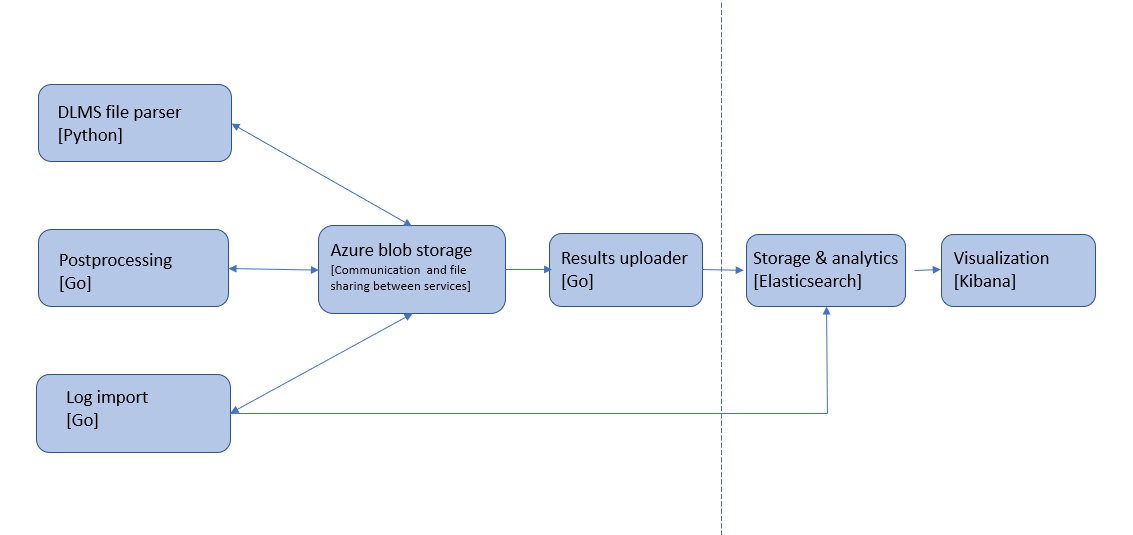 DLMS file parser
[Python]
Postprocessing
[Go]
Log import
[Go]
Azure blob storage
[Communication and file
sharing between services]
Results uploader
[Go]
Storage & analytics
[Elasticsearch]
Visualization
[Kibana]